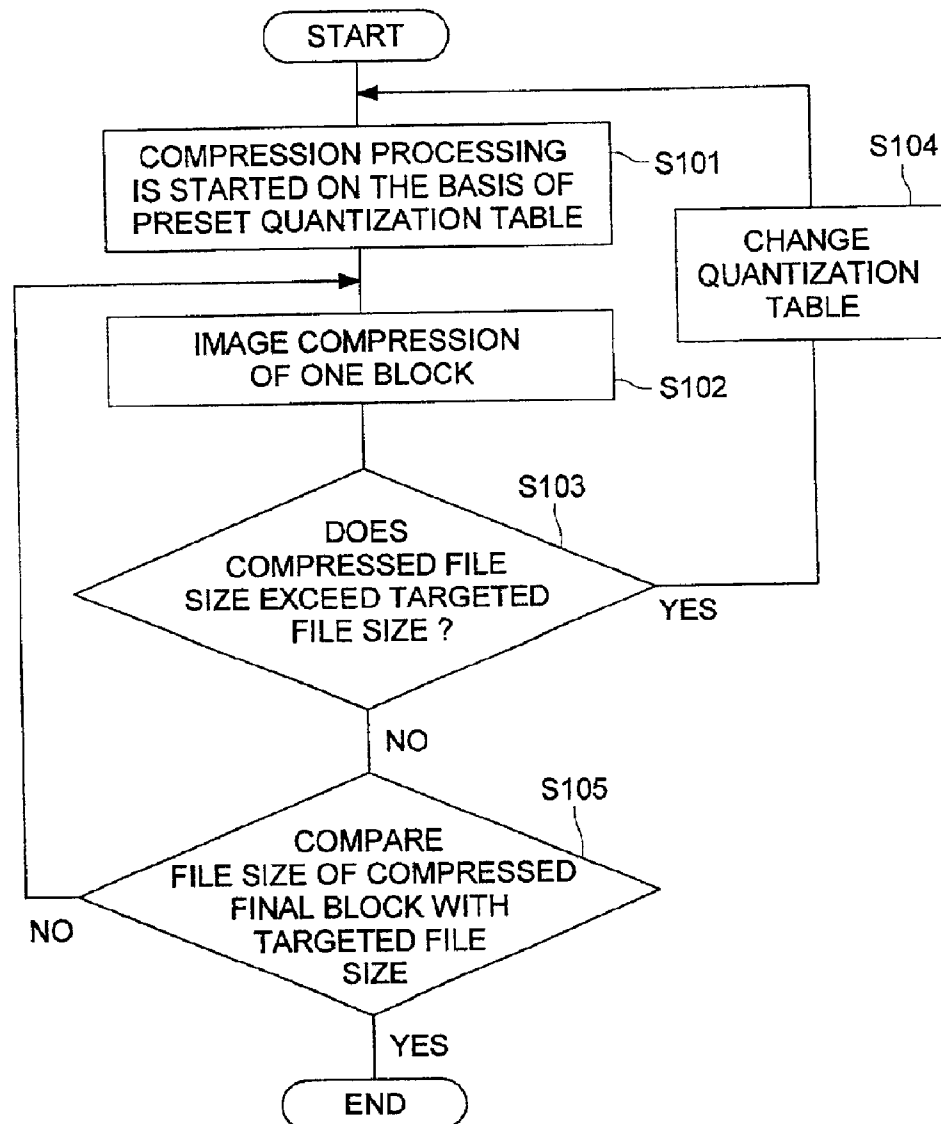 START
COMPRESSION PROCESSING
IS STARTED ON THE BASIS OF
PRESET QUANTIZATION TABLE
S101
S104
CHANGE
QUANTIZATION
TABLE
IMAGE COMPRESSION
OF ONE BLOCK
S102
S103
DOES
COMPRESSED FILE
SIZE EXCEED TARGETED
FILE SIZE ?
YES
NO
S105
COMPARE
FILE SIZE OF COMPRESSED
FINAL BLOCK WITH
TARGETED FILE
SIZE
NO
YES
END